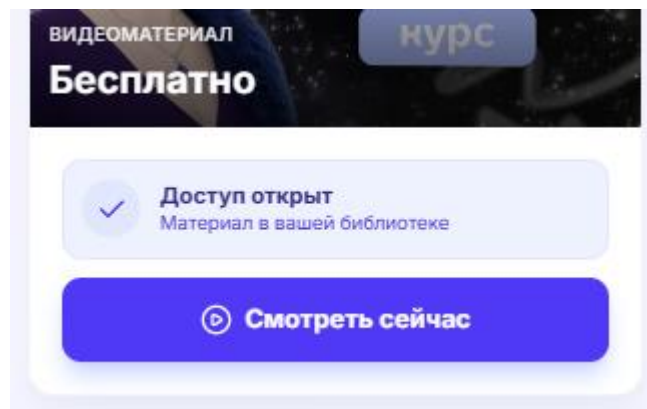 ВИДЕОМАТЕРИАЛ
курс
Бесплатно
Доступ открыт
Материал в вашей библиотеке
Смотреть сейчас